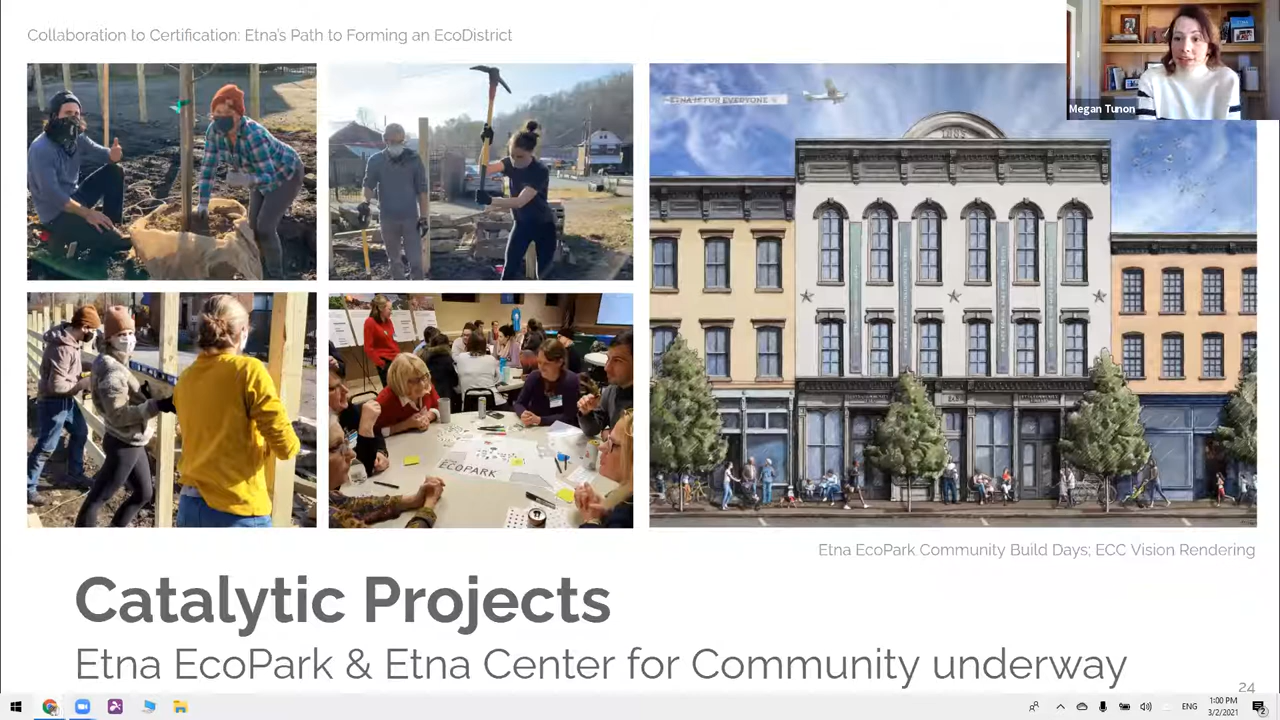 Collaboration to Certification: Etna's Path to Forming an EcoDistrict
Megan Tunon
ETNA IS FUR EVERYONE
1885
ECOPARK
Etna EcoPark Community Build Days; ECC Vision Rendering
Catalytic Projects
Etna EcoPark & Etna Center for Community underway
24
ENG
1:00 PM
3/2/2021
2